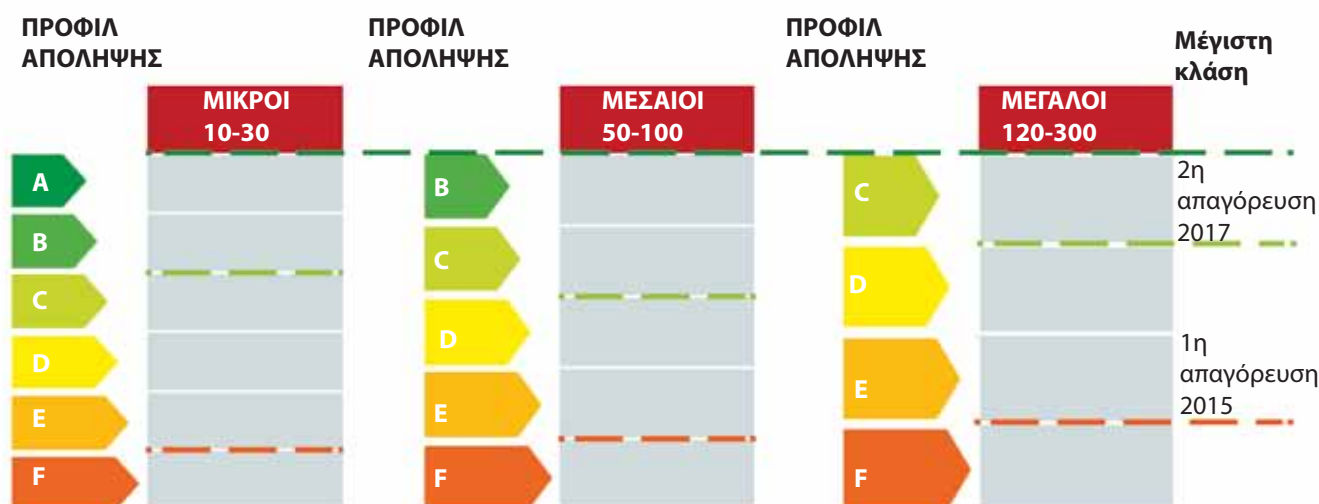 ΠΡΟΦΙΛ
ΑΠΟΛΗΨΗΣ
ΜΙΚΡΟΙ
10-30
A
B
C
D
E
F
ΠΡΟΦΙΛ
ΑΠΟΛΗΨΗΣ
ΜΕΣΑΙΟΙ
50-100
B
C
D
E
F
ΠΡΟΦΙΛ
ΑΠΟΛΗΨΗΣ
ΜΕΓΑΛΟΙ
120-300
C
D
E
F
Μέγιστη
κλάση
2η
απαγόρευση
2017
1η
απαγόρευση
2015